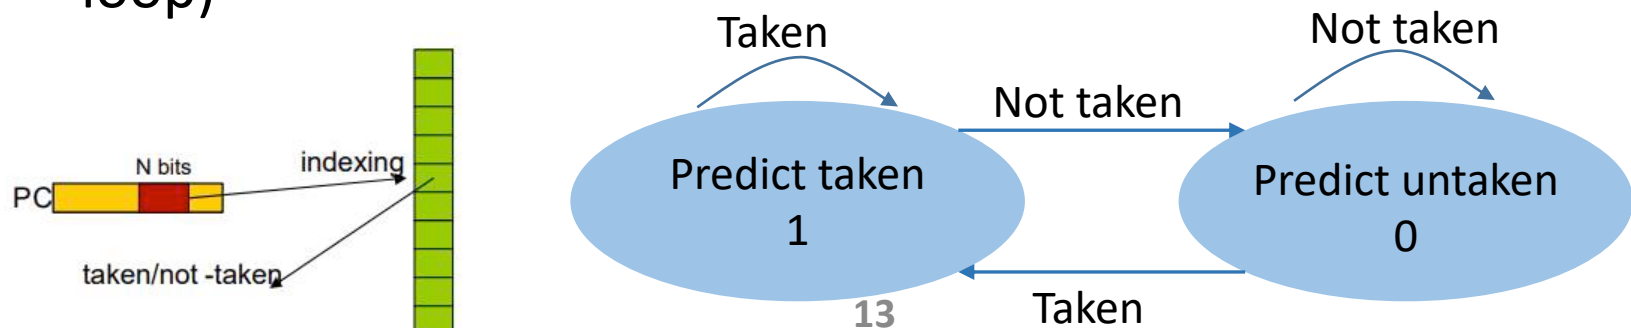 loop)
N bits
PC
indexing
taken/not -taken
Taken
Not taken
Not taken
Predict taken
1
Predict untaken
0
Taken
13